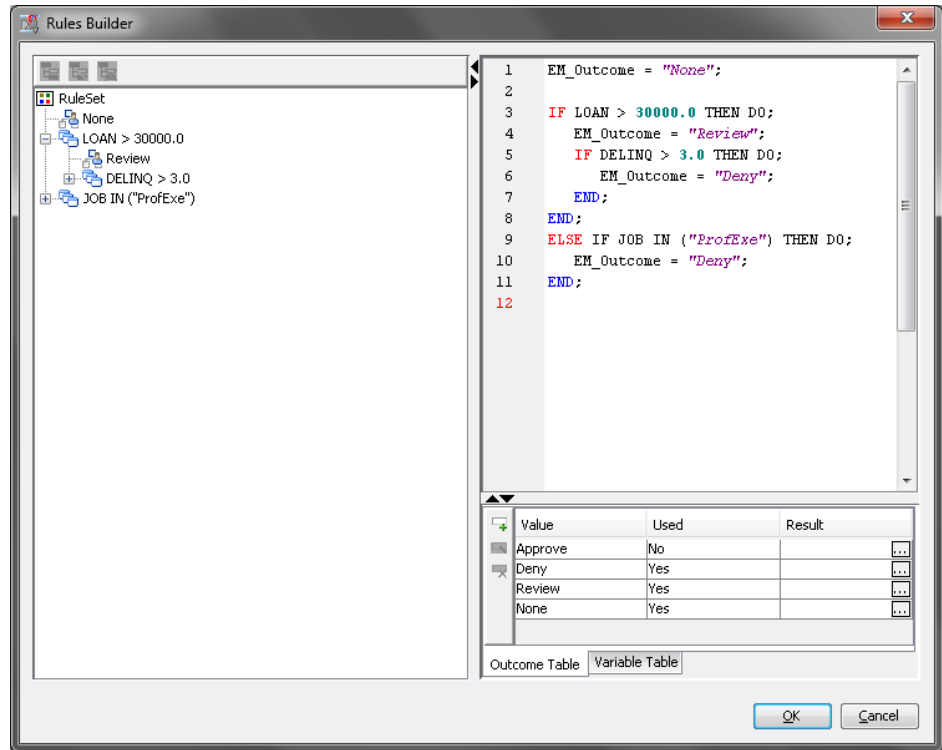 Rules Builder
RuleSet
None
LOAN > 30000.0
Review
DELINQ > 3.0
JOB IN ("ProfExe")
1 EM_Outcome = "None";
2
3 IF LOAN > 30000.0 THEN DO;
4 EM_Outcome = "Review";
5 IF DELINQ > 3.0 THEN DO;
6 EM_Outcome = "Deny";
7 END;
8 END;
9 ELSE IF JOB IN ("ProfExe") THEN DO;
10 EM_Outcome = "Deny";
11 END;
12
Value Used Result
Approve No ...
Deny Yes ...
Review Yes ...
None Yes ...
Outcome Table Variable Table
OK Cancel